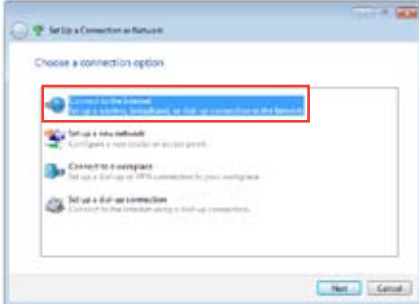 Set Up a Connection or Network
Choose a connection option
Connect to the Internet
Set up a wireless, broadband, or dial-up connection to the Internet.
Set up a new network
Configure a new router or access point.
Connect to a workplace
Set up a dial-up or VPN connection to your workplace.
Set up a dial-up connection
Connect to the Internet using a dial-up connection.
Next
Cancel